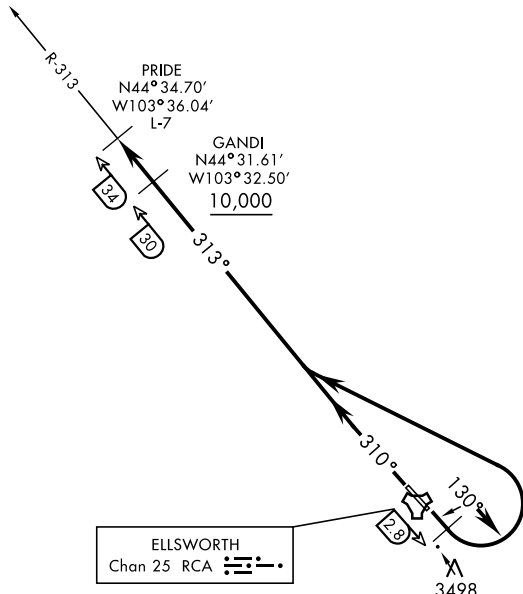 R-313
PRIDE
N44° 34.70'
W103° 36.04'
L-7
GANDI
N44° 31.61'
W103° 32.50'
10,000
34
30
313°
310°
130°
2.8
ELLSWORTH
Chan 25 RCA
3498